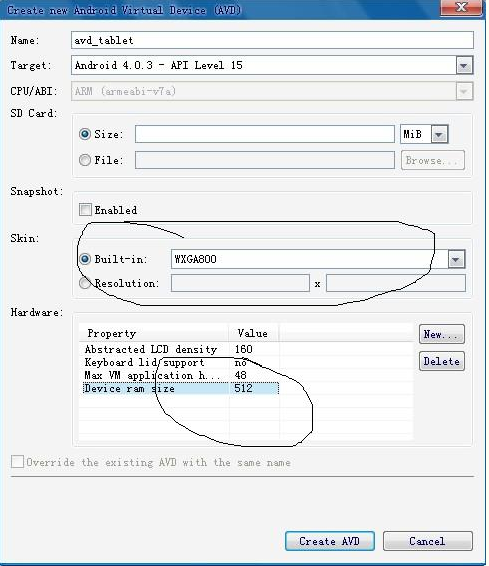 Create new Android Virtual Device (AVD)
Name: avd_tablet
Target: Android 4.0.3 - API Level 15
CPU/ABI: ARM (armeabi-v7a)
SD Card:
Size: MiB
File: Browse...
Snapshot:
Enabled
Skin:
Built-in: WXGA800
Resolution: x
Hardware:
Property Value New...
Abstracted LCD density 160
Keyboard lid support no
Max VM application h... 48
Device ram size 512
Delete
Override the existing AVD with the same name
Create AVD Cancel